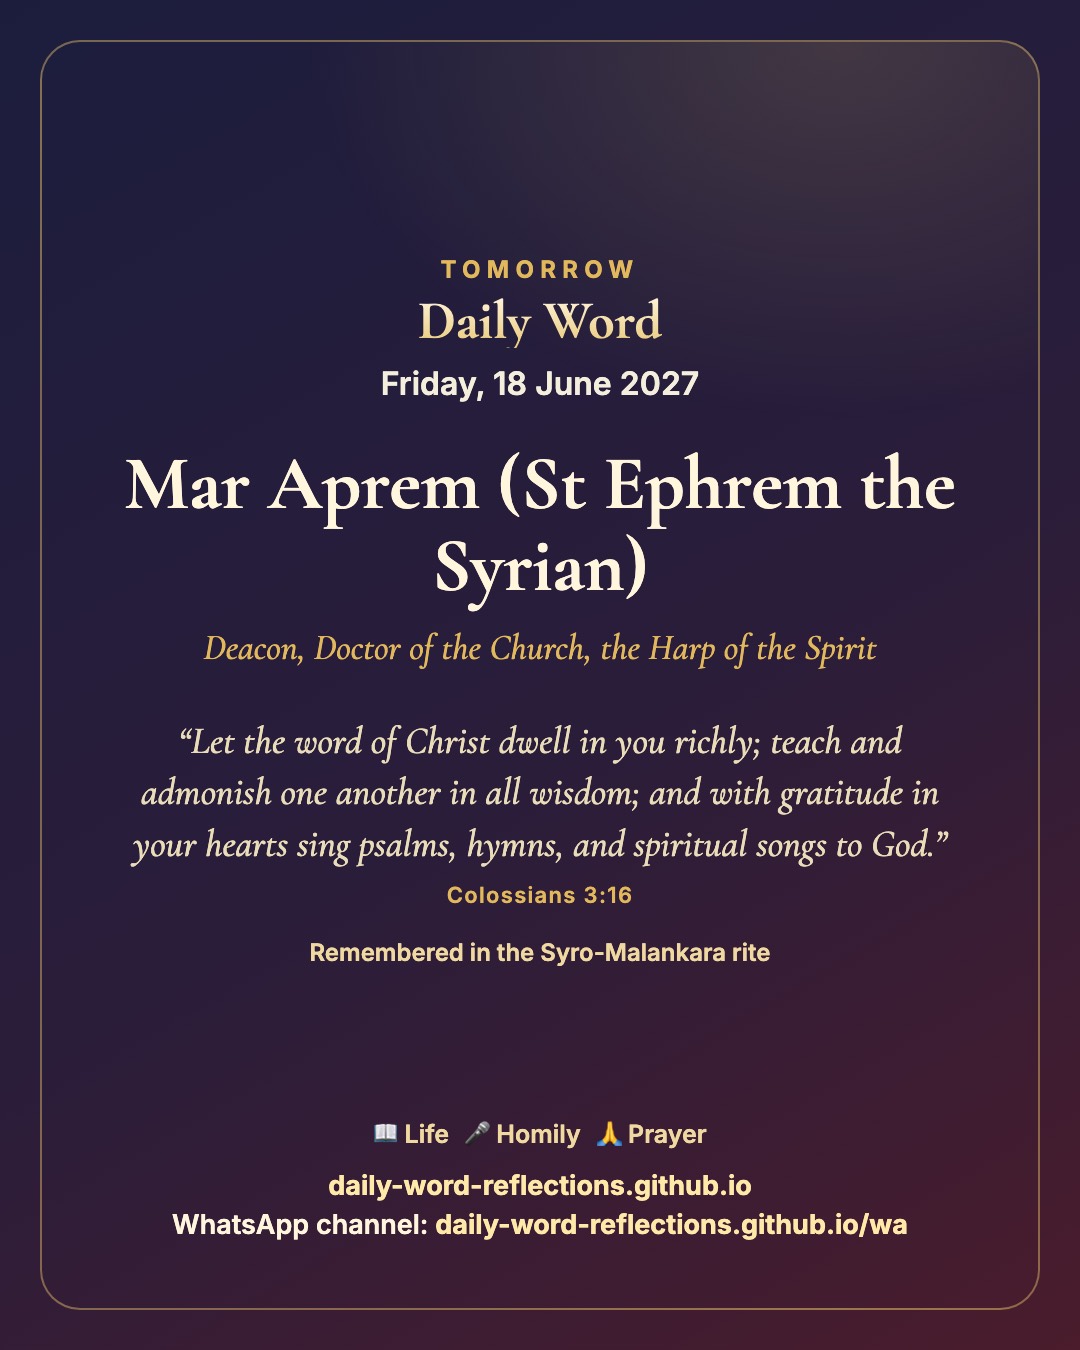 TOMORROW
Daily Word
Friday, 18 June 2027
Mar Aprem (St Ephrem the
Syrian)
Deacon, Doctor of the Church, the Harp of the Spirit
“Let the word of Christ dwell in you richly; teach and
admonish one another in all wisdom; and with gratitude in
your hearts sing psalms, hymns, and spiritual songs to God.”
Colossians 3:16
Remembered in the Syro-Malankara rite
📖 Life 🎤 Homily 🙏 Prayer
daily-word-reflections.github.io
WhatsApp channel: daily-word-reflections.github.io/wa